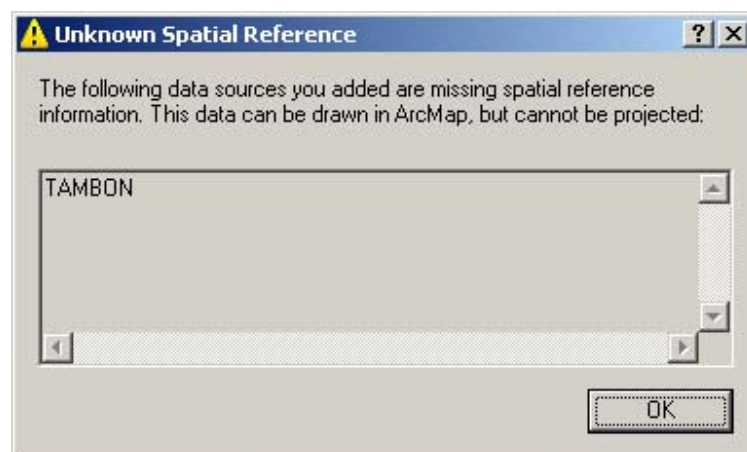 Unknown Spatial Reference
The following data sources you added are missing spatial reference
information. This data can be drawn in ArcMap, but cannot be projected:
TAMBON
OK